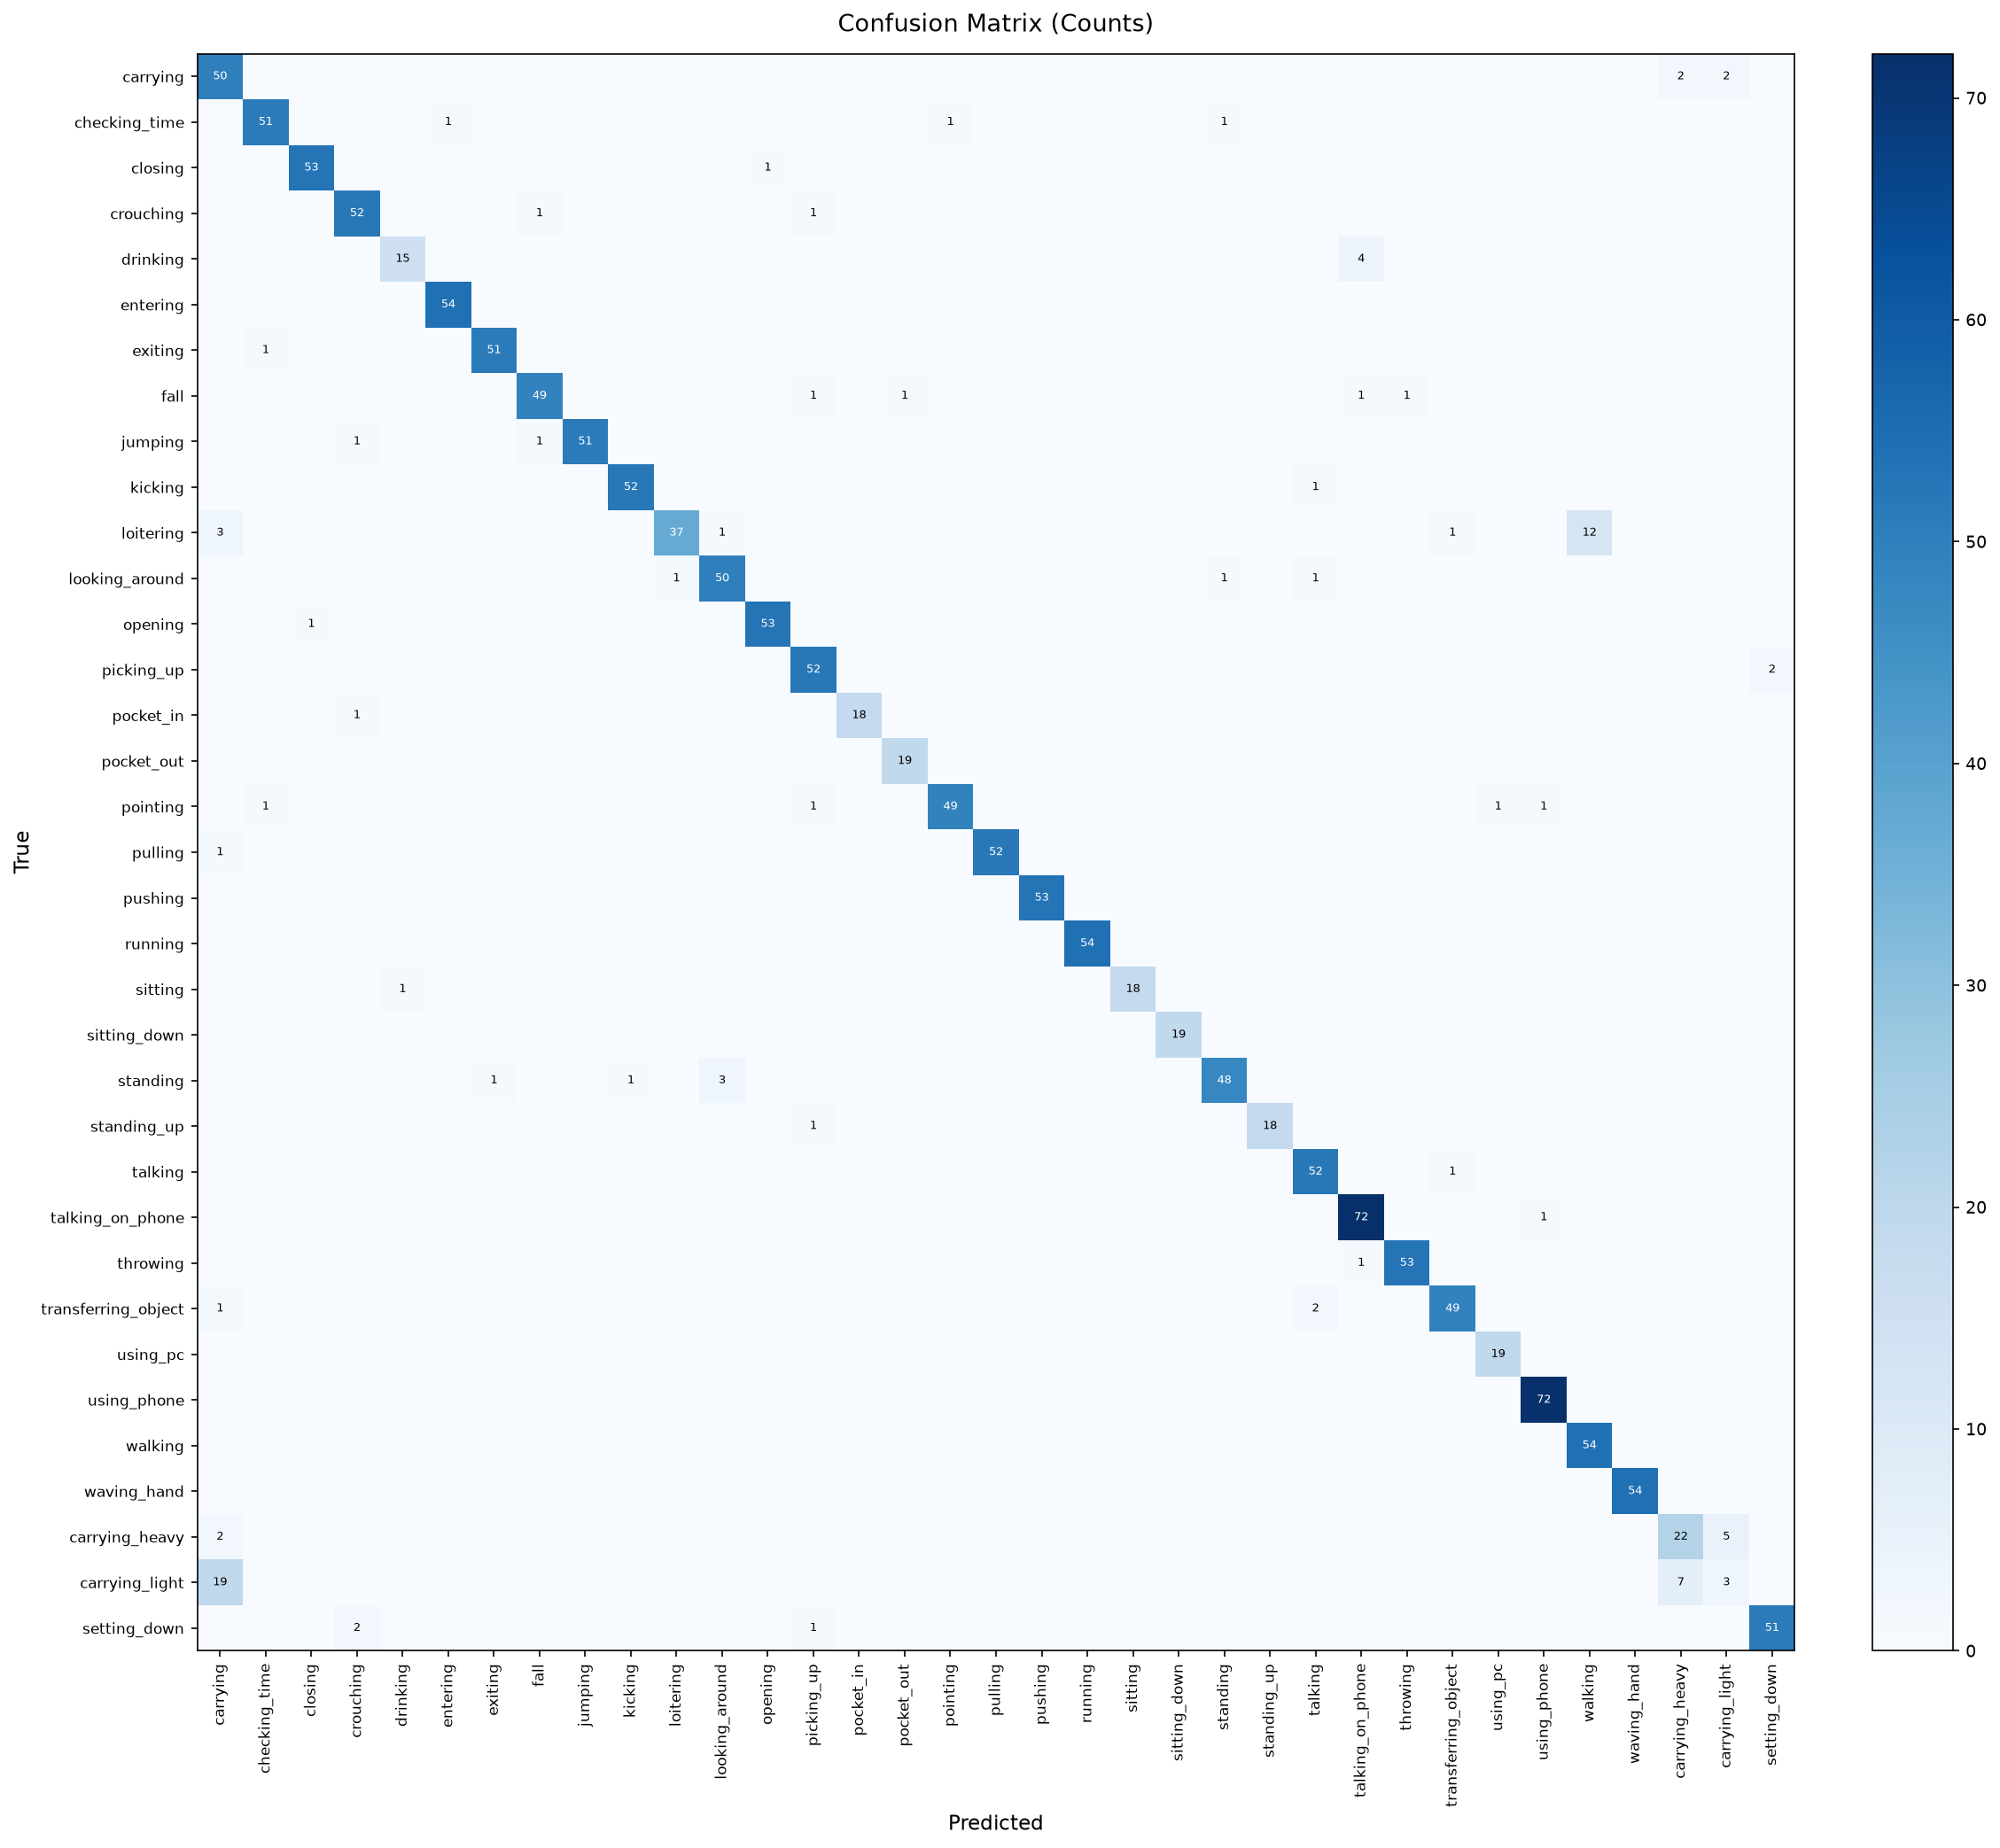 Confusion Matrix (Counts)
carrying 50 2 2
checking_time 51 1 1 1
closing 53 1
crouching 52 1 1
drinking 15 4
entering 54
exiting 1 51
fall 49 1 1 1 1
jumping 1 1 51
kicking 52 1
loitering 3 37 1 1 12
looking_around 1 50 1 1
opening 1 53
picking_up 52 2
pocket_in 1 18
pocket_out 19
pointing 1 1 49 1 1
pulling 1 52
pushing 53
running 54
sitting 1 18
sitting_down 19
standing 1 1 3 48
standing_up 1 18
talking 52 1
talking_on_phone 72 1
throwing 1 53
transferring_object 1 2 49
using_pc 19
using_phone 72
walking 54
waving_hand 54
carrying_heavy 2 22 5
carrying_light 19 7 3
setting_down 2 1 51
True
carrying
checking_time
closing
crouching
drinking
entering
exiting
fall
jumping
kicking
loitering
looking_around
opening
picking_up
pocket_in
pocket_out
pointing
pulling
pushing
running
sitting
sitting_down
standing
standing_up
talking
talking_on_phone
throwing
transferring_object
using_pc
using_phone
walking
waving_hand
carrying_heavy
carrying_light
setting_down
Predicted
70
60
50
40
30
20
10
0